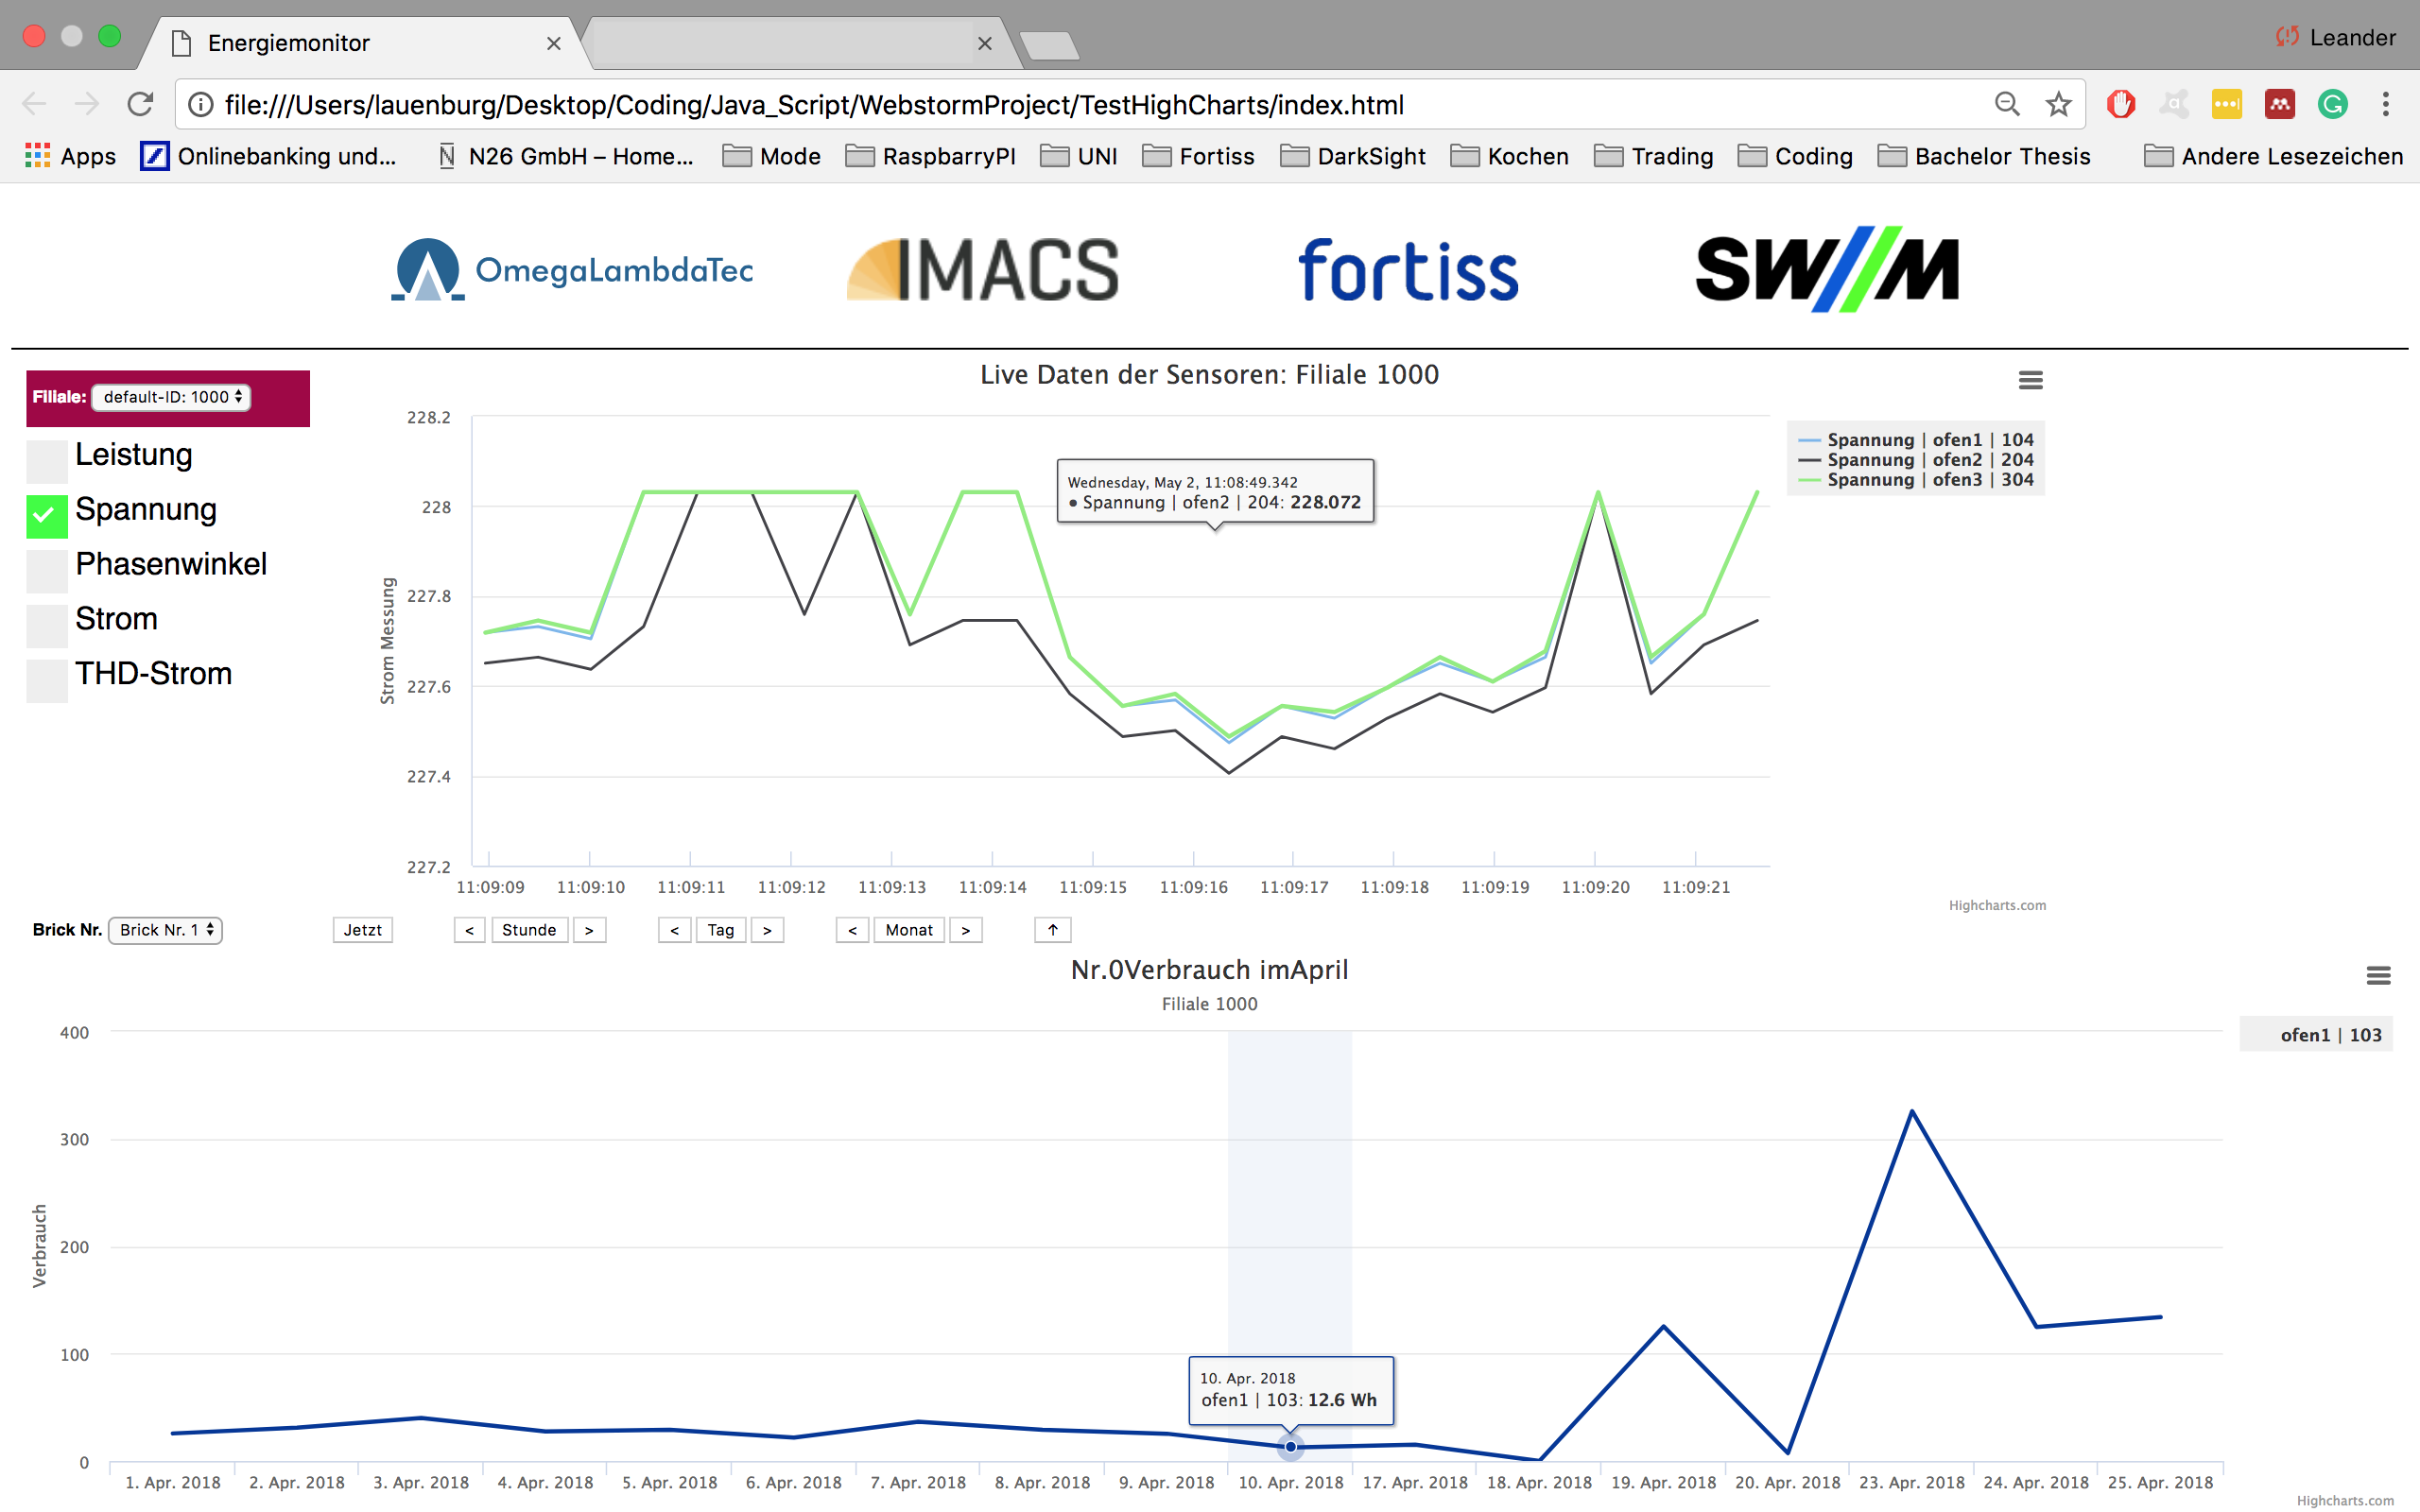 Energiemonitor
Leander
file:///Users/lauenburg/Desktop/Coding/Java_Script/WebstormProject/TestHighCharts/index.html
Apps Onlinebanking und... N26 GmbH – Home... Mode RaspbarryPI UNI Fortiss DarkSight Kochen Trading Coding Bachelor Thesis Andere Lesezeichen
OmegaLambdaTec IMACS fortiss SW//M
Filiale: default-ID: 1000
Leistung
Spannung
Phasenwinkel
Strom
THD-Strom
Live Daten der Sensoren: Filiale 1000
Strom Messung
228.2
228
227.8
227.6
227.4
227.2
Wednesday, May 2, 11:08:49.342
● Spannung | ofen2 | 204: 228.072
Spannung | ofen1 | 104
Spannung | ofen2 | 204
Spannung | ofen3 | 304
11:09:09 11:09:10 11:09:11 11:09:12 11:09:13 11:09:14 11:09:15 11:09:16 11:09:17 11:09:18 11:09:19 11:09:20 11:09:21
Highcharts.com
Brick Nr. Brick Nr. 1 Jetzt < Stunde > < Tag > < Monat > ↑
Nr.0Verbrauch imApril
Filiale 1000
Verbrauch
400
300
200
100
0
ofen1 | 103
10. Apr. 2018
ofen1 | 103: 12.6 Wh
1. Apr. 2018 2. Apr. 2018 3. Apr. 2018 4. Apr. 2018 5. Apr. 2018 6. Apr. 2018 7. Apr. 2018 8. Apr. 2018 9. Apr. 2018 10. Apr. 2018 17. Apr. 2018 18. Apr. 2018 19. Apr. 2018 20. Apr. 2018 23. Apr. 2018 24. Apr. 2018 25. Apr. 2018
Highcharts.com